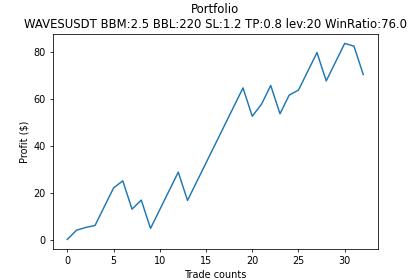 Portfolio
WAVESUSDT BBM:2.5 BBL:220 SL:1.2 TP:0.8 lev:20 WinRatio:76.0
80
60
40
20
0
Profit ($)
0 5 10 15 20 25 30
Trade counts